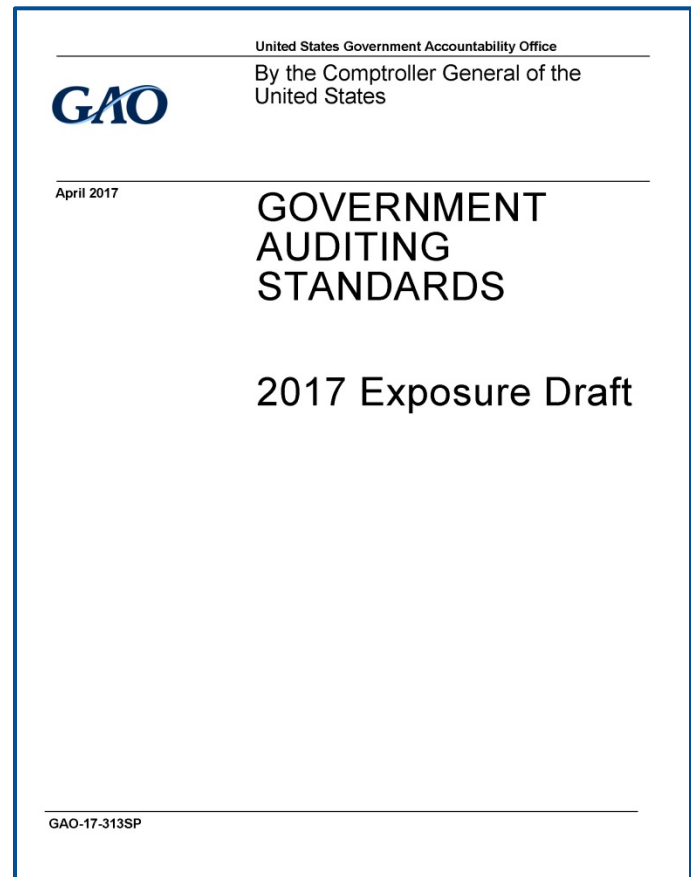 United States Government Accountability Office
By the Comptroller General of the
United States
GAO
April 2017
GOVERNMENT
AUDITING
STANDARDS
2017 Exposure Draft
GAO-17-313SP